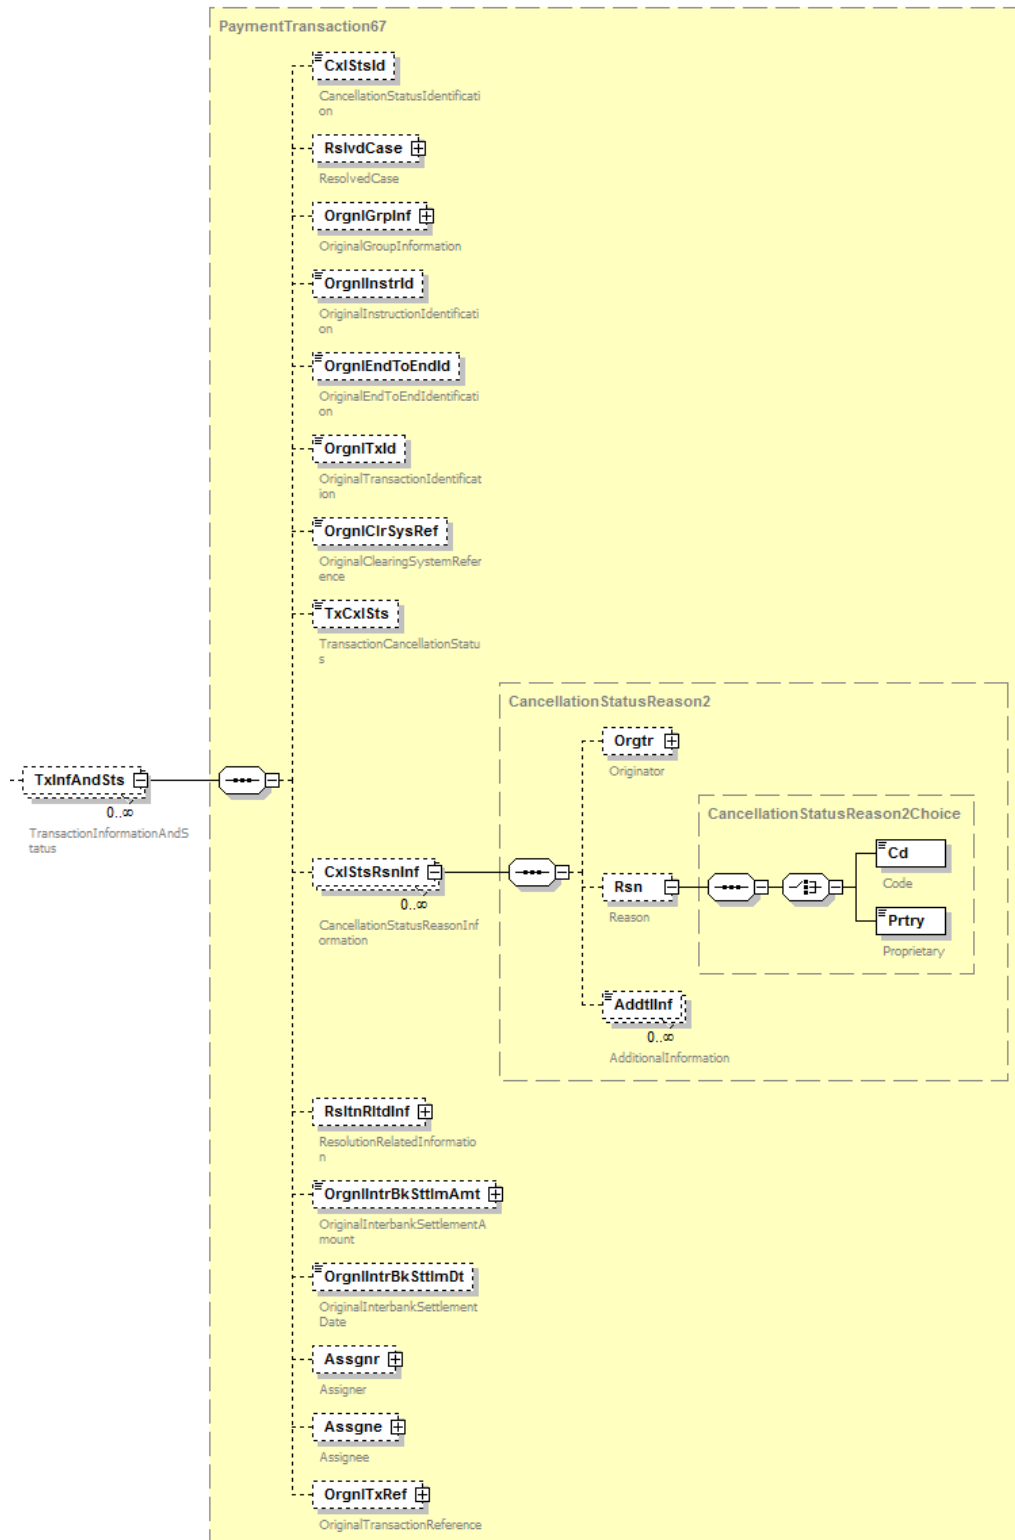 PaymentTransaction67
CxlStsId
CancellationStatusIdentificati
on
RslvdCase
ResolvedCase
OrgnlGrpInf
OriginalGroupInformation
OrgnlInstrId
OriginalInstructionIdentificati
on
OrgnlEndToEndId
OriginalEndToEndIdentificati
on
OrgnlTxId
OriginalTransactionIdentificat
ion
OrgnlClrSysRef
OriginalClearingSystemRefer
ence
TxCxlSts
TransactionCancellationStatu
s
CancellationStatusReason2
Orgtr
Originator
TxInfAndSts
0..∞
TransactionInformationAndS
tatus
CancellationStatusReason2Choice
Cd
Code
CxlStsRsnInf
0..∞
CancellationStatusReasonInf
ormation
Rsn
Reason
Prtry
Proprietary
AddtlInf
0..∞
AdditionalInformation
RsltnRltdInf
ResolutionRelatedInformatio
n
OrgnlIntrBkSttlmAmt
OriginalInterbankSettlementA
mount
OrgnlIntrBkSttlmDt
OriginalInterbankSettlement
Date
Assgnr
Assigner
Assgne
Assignee
OrgnlTxRef
OriginalTransactionReference